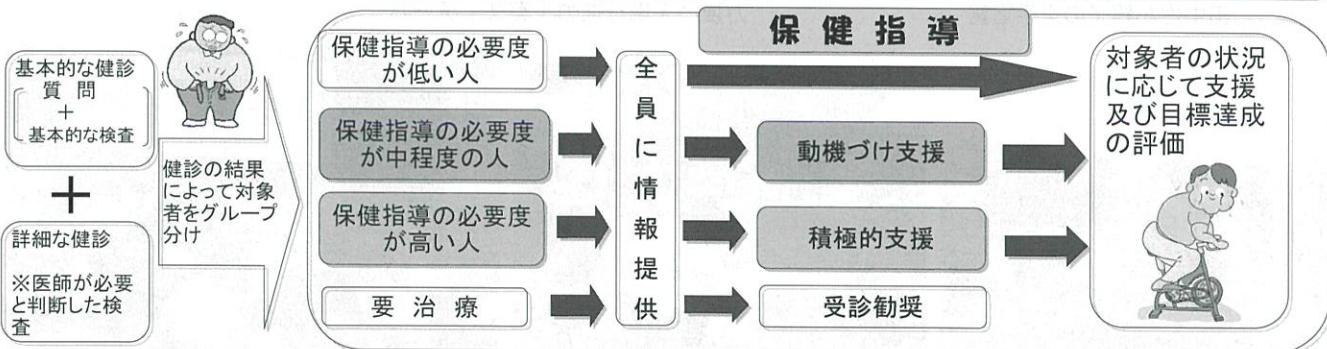 基本的な健診
質問
+
基本的な検査
+
詳細な健診
※医師が必要
と判断した検
査
健診の結果
によって対象
者をグループ
分け
保健指導の必要度
が低い人
保健指導の必要度
が中程度の人
保健指導の必要度
が高い人
要治療
全員に情報提供
保健指導
動機づけ支援
積極的支援
受診勧奨
対象者の状況
に応じて支援
及び目標達成
の評価